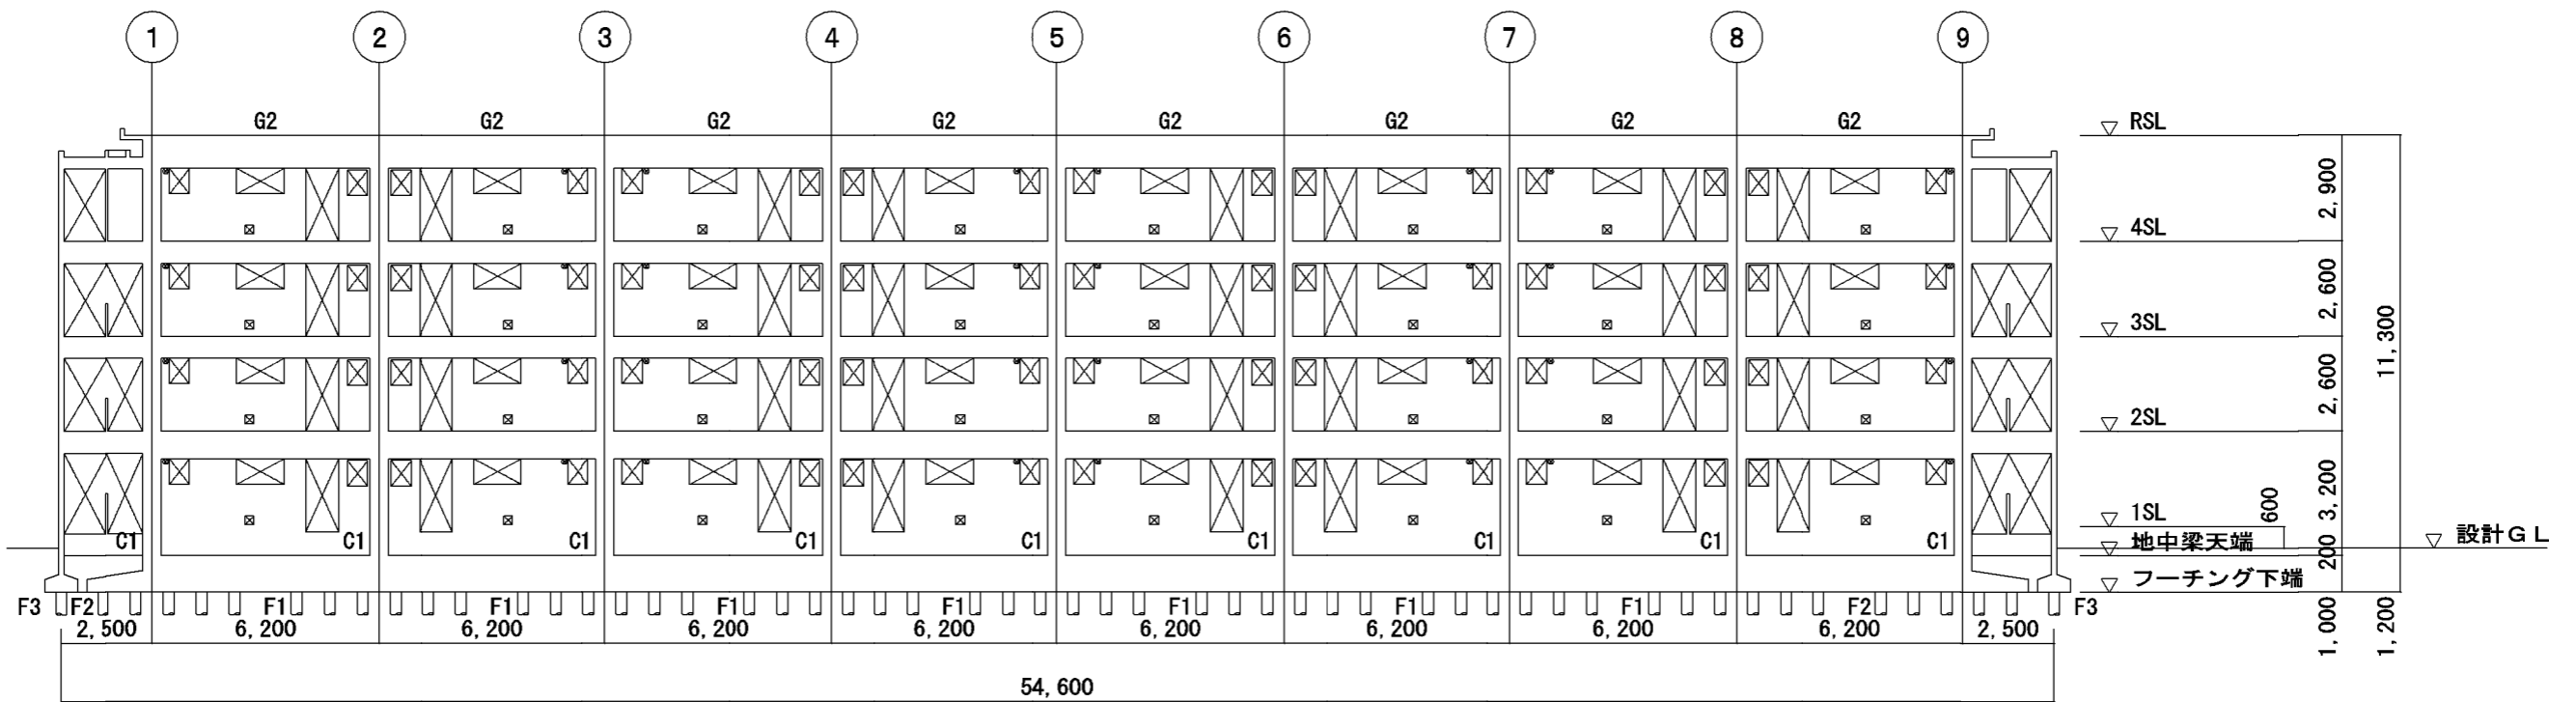 1 2 3 4 5 6 7 8 9
G2 G2 G2 G2 G2 G2 G2 G2
RSL
2,900
4SL
2,600
3SL
11,300
2,600
2SL
3,200
600
1SL
C1 C1 C1 C1 C1 C1 C1 C1 C1
地中梁天端
200
設計GL
フーチング下端
F3 F2 F1 F1 F1 F1 F1 F1 F1 F2 F3
2,500 6,200 6,200 6,200 6,200 6,200 6,200 6,200 6,200 2,500
1,000
1,200
54,600